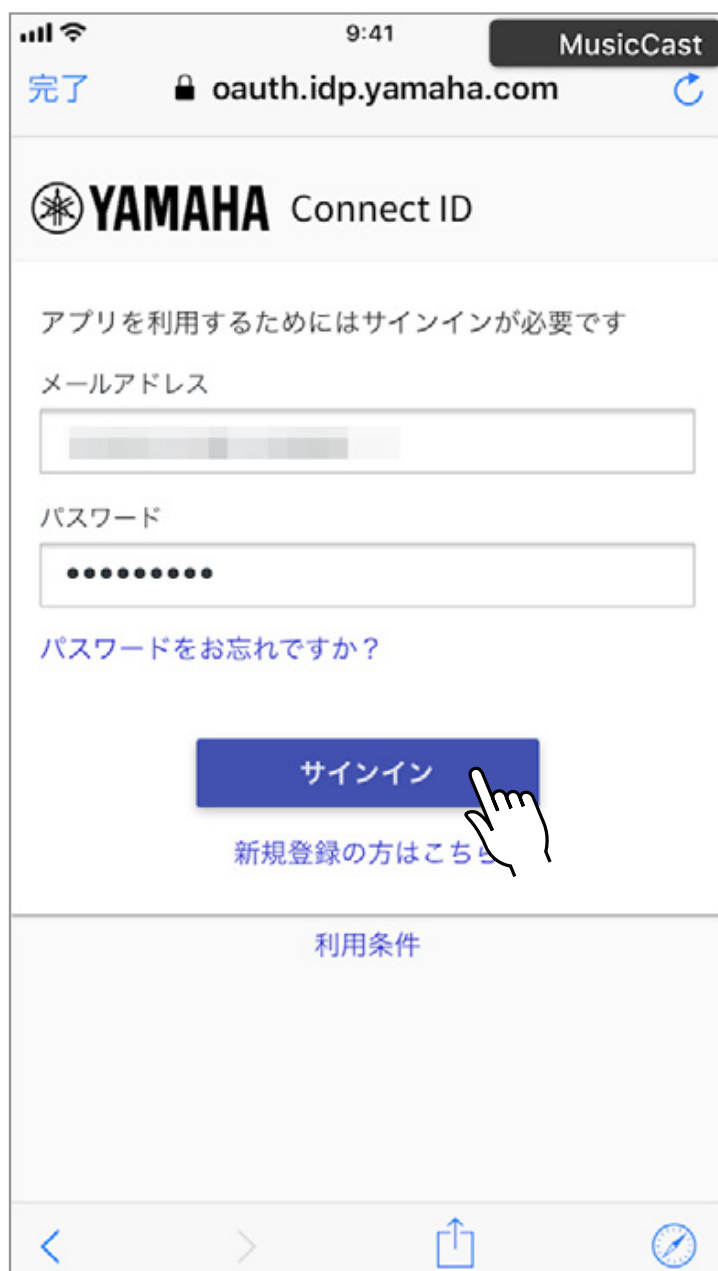 9:41
MusicCast
完了
oauth.idp.yamaha.com
YAMAHA Connect ID
アプリを利用するためにはサインインが必要です
メールアドレス
パスワード
•••••••••
パスワードをお忘れですか？
サインイン
新規登録の方はこちら
利用条件